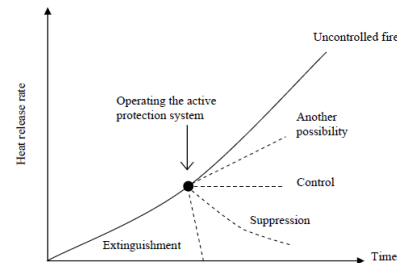 Uncontrolled fire
Heat release rate
Operating the active
protection system
Another
possibility
Control
Suppression
Extinguishment
Time